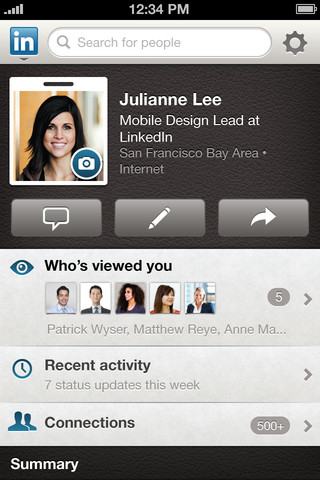 12:34 PM
in
Search for people
Julianne Lee
Mobile Design Lead at
LinkedIn
San Francisco Bay Area •
Internet
Who's viewed you
5
Patrick Wyser, Matthew Reye, Anne Ma...
Recent activity
7 status updates this week
Connections
500+
Summary